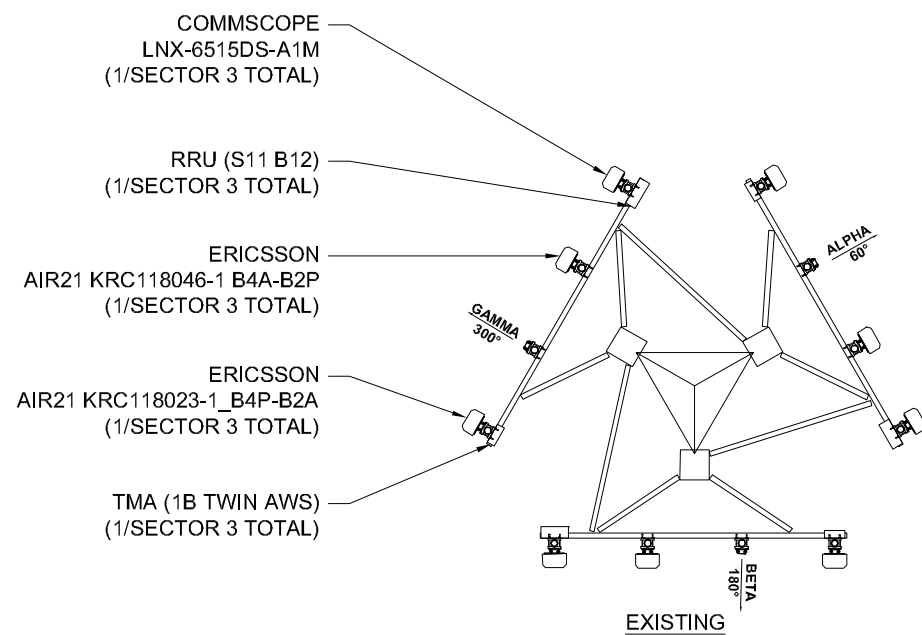 COMMSCOPE
LNX-6515DS-A1M
(1/SECTOR 3 TOTAL)
RRU (S11 B12)
(1/SECTOR 3 TOTAL)
ERICSSON
AIR21 KRC118046-1 B4A-B2P
(1/SECTOR 3 TOTAL)
ERICSSON
AIR21 KRC118023-1_B4P-B2A
(1/SECTOR 3 TOTAL)
TMA (1B TWIN AWS)
(1/SECTOR 3 TOTAL)
ALPHA
60°
GAMMA
300°
BETA
180°
EXISTING